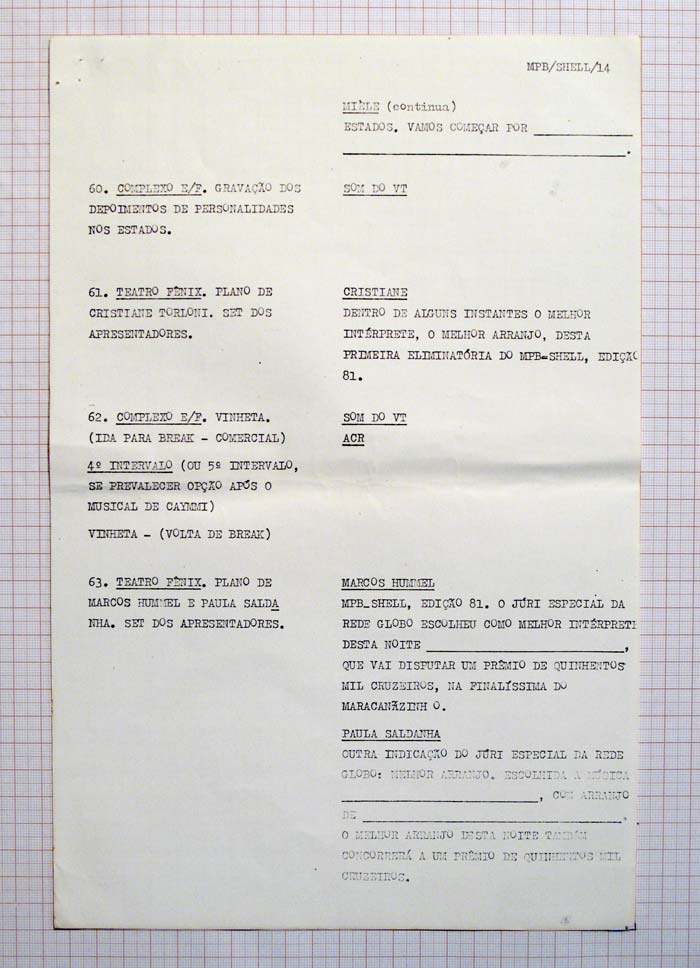 MPB/SHELL/14
MIÈLE (continua)
ESTADOS. VAMOS COMEÇAR POR ____________
___________________________________.
60. COMPLEXO E/F. GRAVAÇÃO DOS
DEPOIMENTOS DE PERSONALIDADES
NOS ESTADOS.
SOM DO VT
61. TEATRO FÊNIX. PLANO DE
CRISTIANE TORLONI. SET DOS
APRESENTADORES.
CRISTIANE
DENTRO DE ALGUNS INSTANTES O MELHOR
INTÉRPRETE, O MELHOR ARRANJO, DESTA
PRIMEIRA ELIMINATÓRIA DO MPB=SHELL, EDIÇÃO
81.
62. COMPLEXO E/F. VINHETA.
(IDA PARA BREAK - COMERCIAL)
4º INTERVALO (OU 5º INTERVALO,
SE PREVALECER OPÇÃO APÓS O
MUSICAL DE CAYMMI)
VINHETA - (VOLTA DE BREAK)
SOM DO VT
ACR
63. TEATRO FÊNIX. PLANO DE
MARCOS HUMMEL E PAULA SALDA
NHA. SET DOS APRESENTADORES.
MARCOS HUMMEL
MPB_SHELL, EDIÇÃO 81. O JÚRI ESPECIAL DA
REDE GLOBO ESCOLHEU COMO MELHOR INTÉRPRETE
DESTA NOITE ________________________,
QUE VAI DISPUTAR UM PRÊMIO DE QUINHENTOS
MIL CRUZEIROS, NA FINALÍSSIMA DO
MARACANÃZINH O.
PAULA SALDANHA
OUTRA INDICAÇÃO DO JÚRI ESPECIAL DA REDE
GLOBO: MELHOR ARRANJO. ESCOLHIDA A MÚSICA
________________________, COM ARRANJO
DE ________________________________.
O MELHOR ARRANJO DESTA NOITE TAMBÉM
CONCORRERÁ A UM PRÊMIO DE QUINHENTOS MIL
CRUZEIROS.